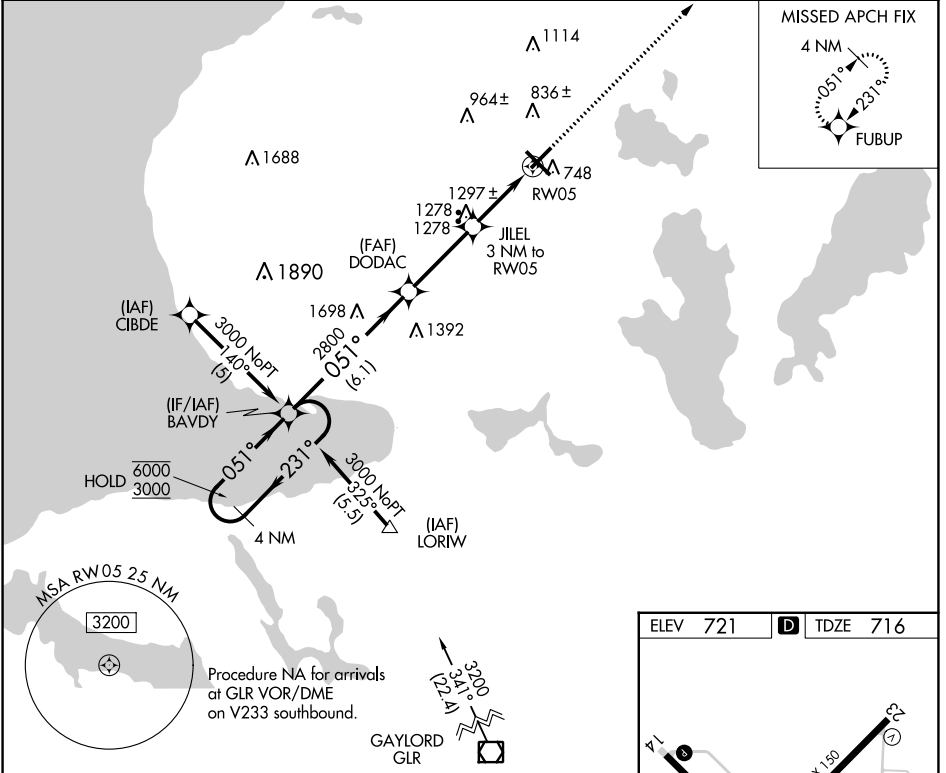 MISSED APCH FIX
4 NM
051°
231°
FUBUP
1114
964±
836±
1688
748
RW05
1297±
1278
1278
JILEL
3 NM to
RW05
(FAF)
DODAC
1890
1698
1392
(IAF)
CIBDE
3000 NoPT
140°
(5)
2800
051°
(6.1)
(IF/IAF)
BAVDY
051°
231°
HOLD
6000
3000
4 NM
3000 NoPT
325°
(5.5)
(IAF)
LORIW
MSA RW05 25 NM
3200
Procedure NA for arrivals
at GLR VOR/DME
on V233 southbound.
3200
341°
(22.4)
GAYLORD
GLR
ELEV 721 D TDZE 716
14
P
23
V
X 150